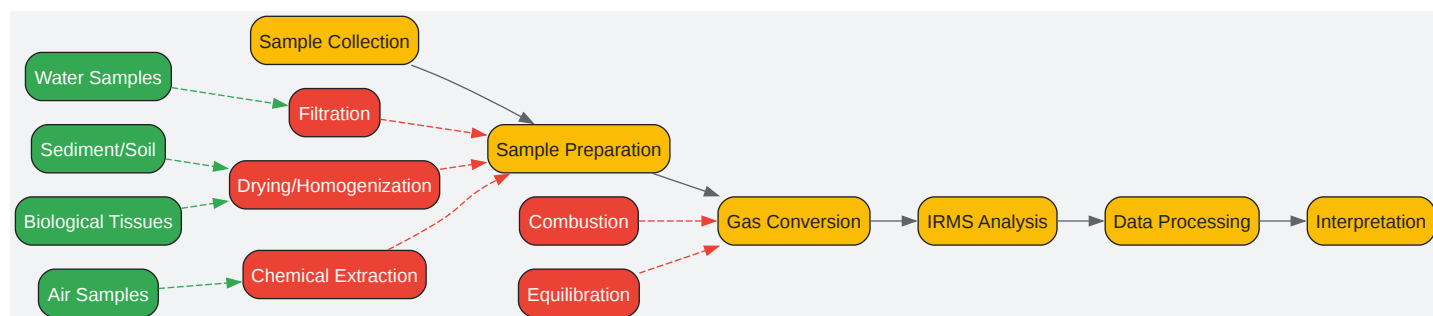 Sample Collection
Water Samples
Filtration
Sediment/Soil
Sample Preparation
Drying/Homogenization
Biological Tissues
Combustion
Gas Conversion
IRMS Analysis
Data Processing
Interpretation
Chemical Extraction
Air Samples
Equilibration